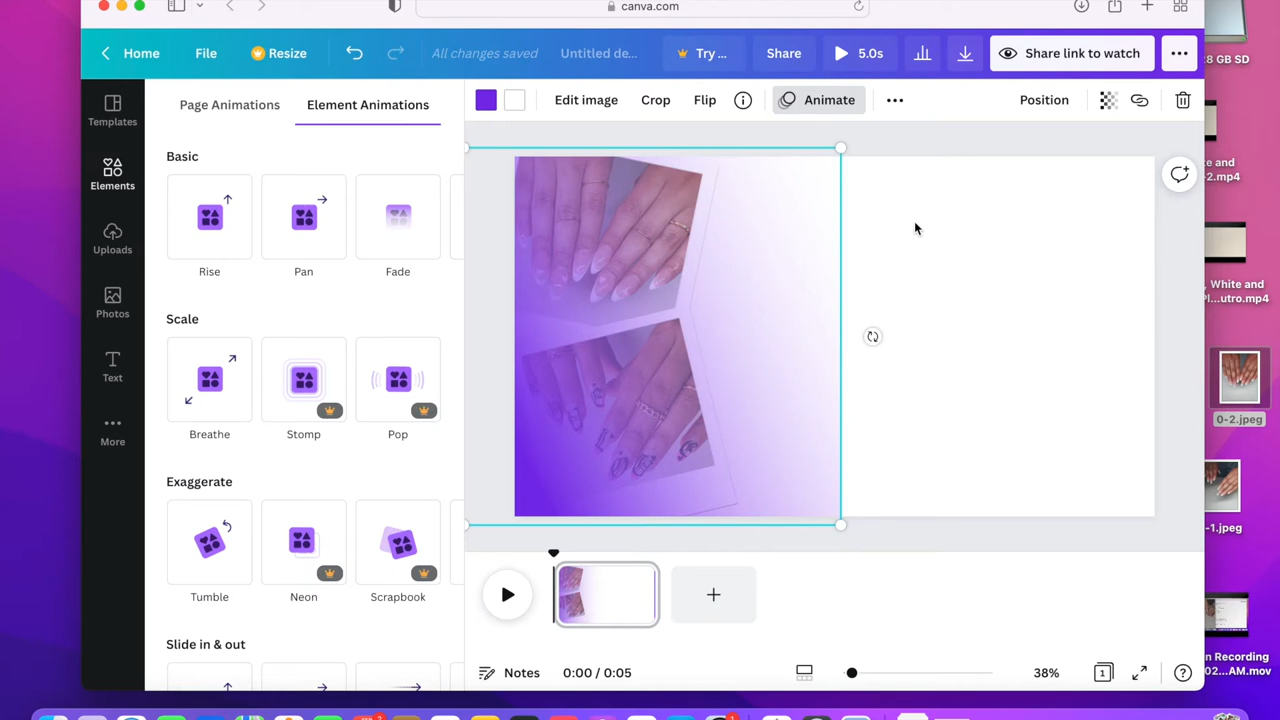 canva.com
Home
File
Resize
All changes saved
Untitled de...
Try ...
Share
5.0s
Share link to watch
8 GB SD
Page Animations
Element Animations
Edit image
Crop
Flip
Animate
Position
Templates
Elements
Uploads
Photos
Text
More
Basic
Rise
Pan
Fade
Scale
Breathe
Stomp
Pop
Exaggerate
Tumble
Neon
Scrapbook
Slide in & out
te and
-2.mp4
, White and
Pl...utro.mp4
0-2.jpeg
-1.jpeg
n Recording
02...AM.mov
Notes
0:00 / 0:05
38%
1